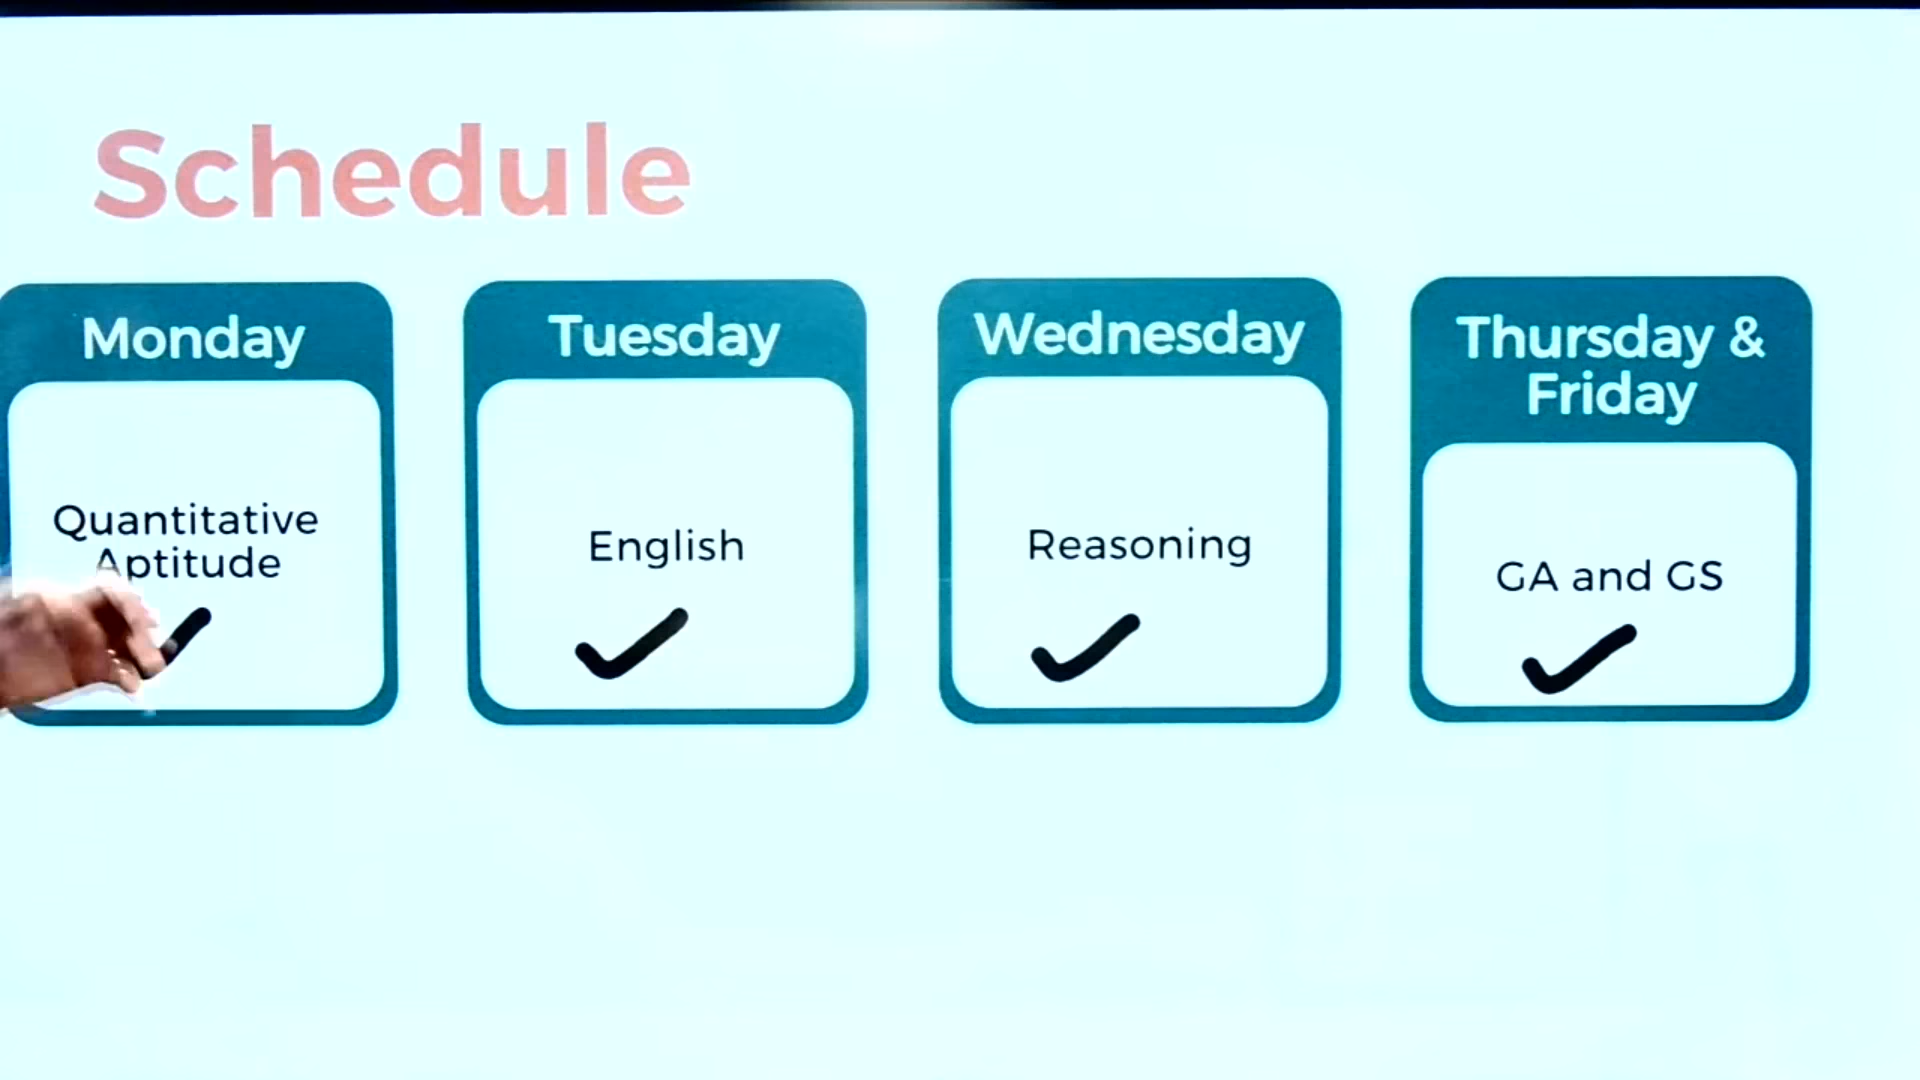 Schedule
Monday
Quantitative
Aptitude
Tuesday
English
Wednesday
Reasoning
Thursday &
Friday
GA and GS